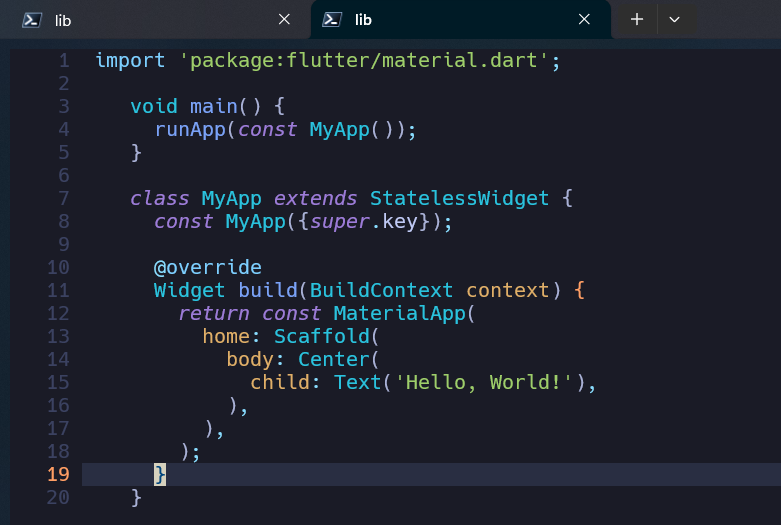 lib
lib
1 import 'package:flutter/material.dart';
2
3    void main() {
4      runApp(const MyApp());
5    }
6
7    class MyApp extends StatelessWidget {
8      const MyApp({super.key});
9
10      @override
11      Widget build(BuildContext context) {
12        return const MaterialApp(
13          home: Scaffold(
14            body: Center(
15              child: Text('Hello, World!'),
16            ),
17          ),
18        );
19      }
20    }